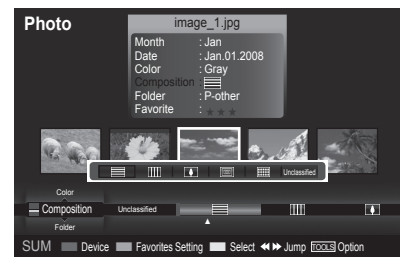 Photo
image_1.jpg
Month : Jan
Date : Jan.01.2008
Color : Gray
Composition :
Folder : P-other
Favorite : ★ ★ ★
Unclassified
Color
Composition Unclassified
Folder
SUM Device Favorites Setting Select ◀◀ ▶▶ Jump TOOLS Option